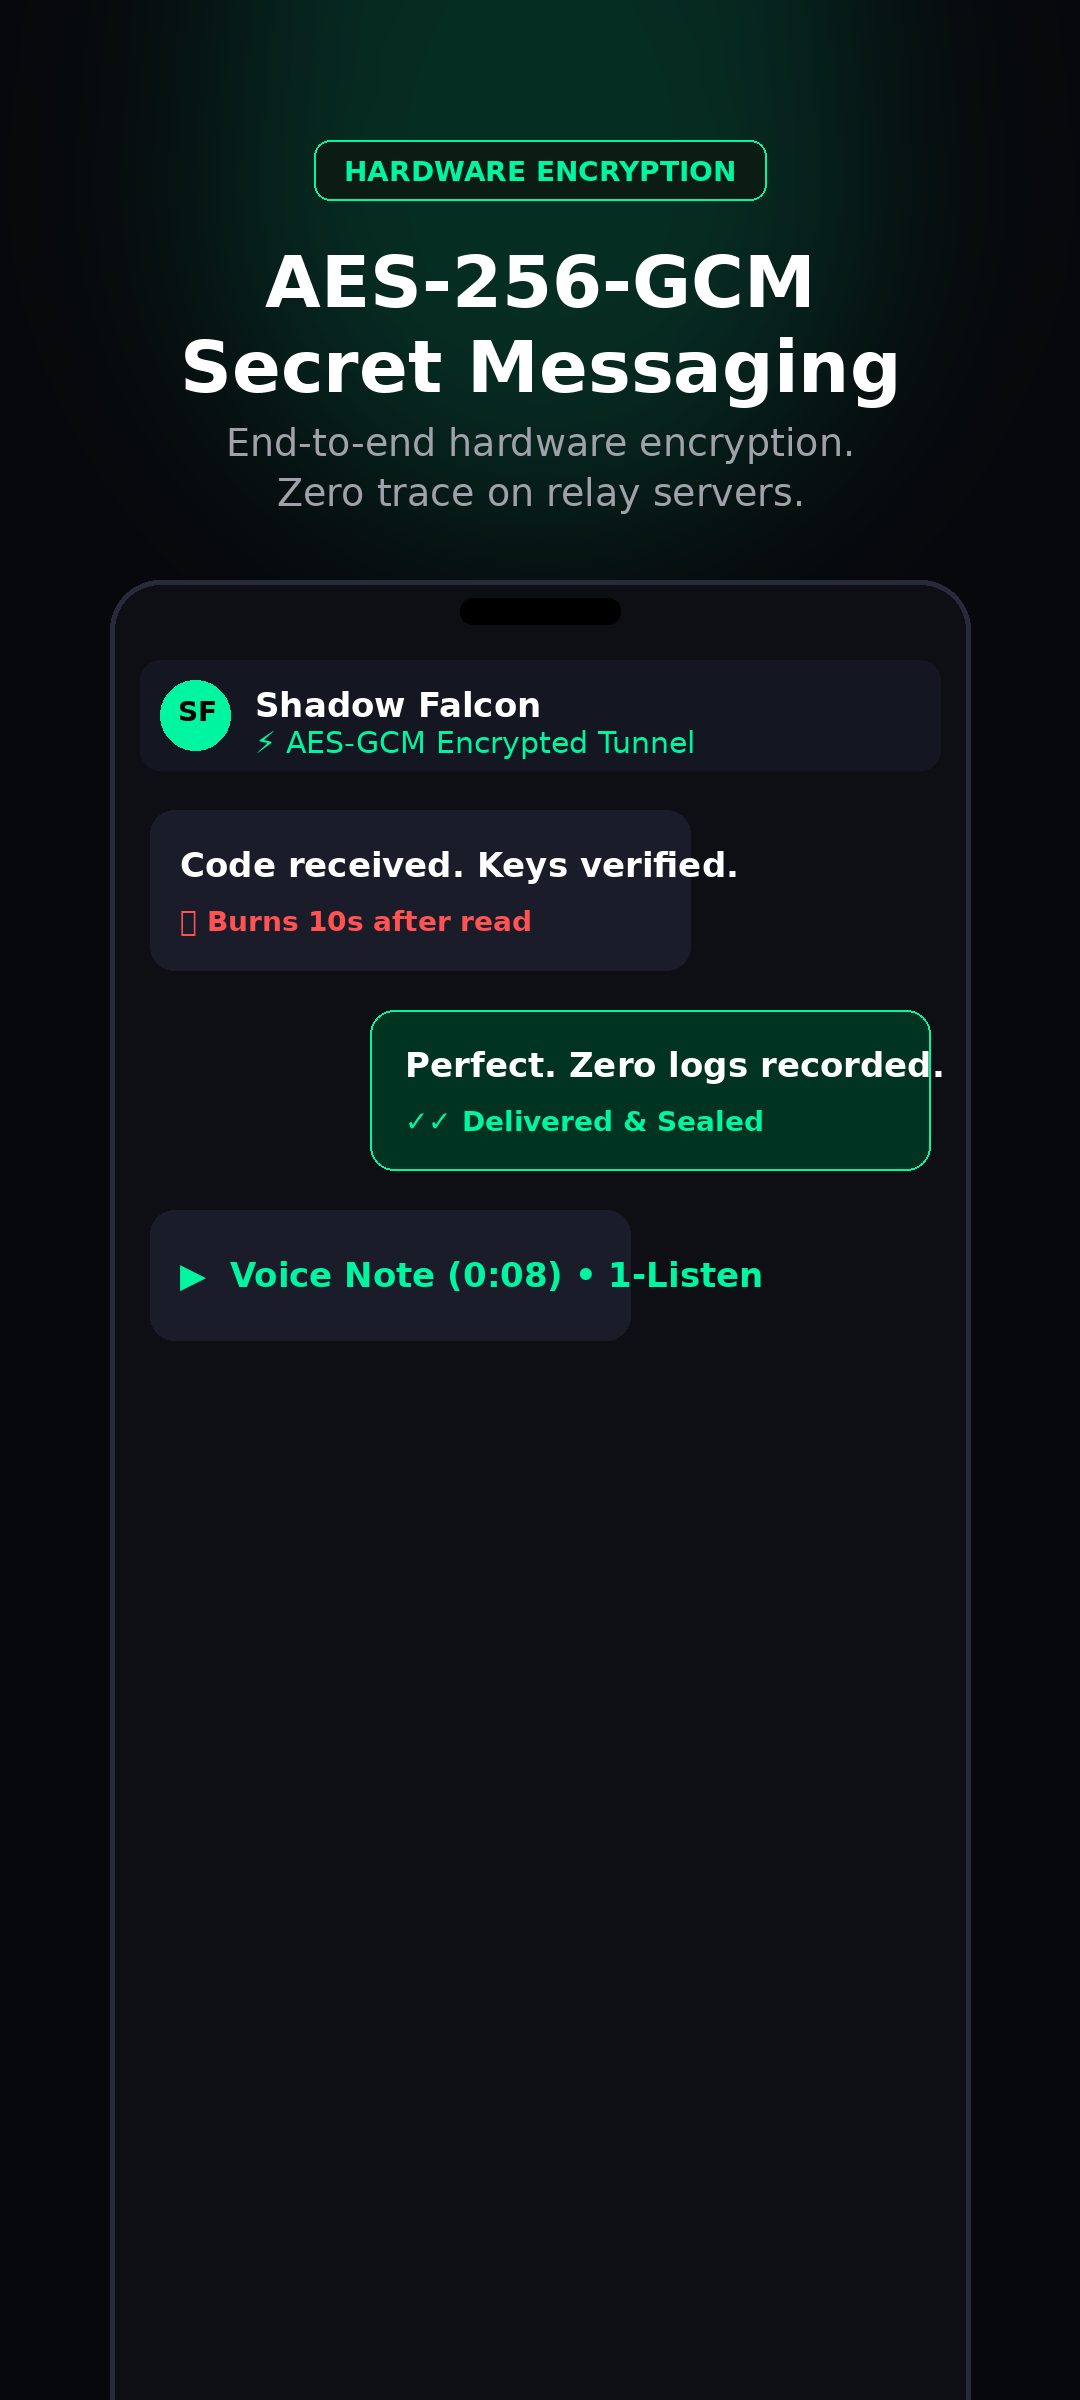 HARDWARE ENCRYPTION
AES-256-GCM
Secret Messaging
End-to-end hardware encryption.
Zero trace on relay servers.
SF
Shadow Falcon
⚡ AES-GCM Encrypted Tunnel
Code received. Keys verified.
Burns 10s after read
Perfect. Zero logs recorded.
✓✓ Delivered & Sealed
▶ Voice Note (0:08) • 1-Listen